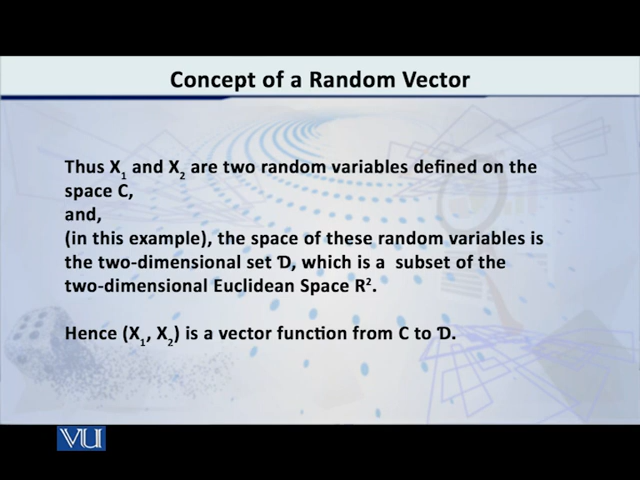 Concept of a Random Vector
Thus X₁ and X₂ are two random variables defined on the
space C,
and,
(in this example), the space of these random variables is
the two-dimensional set Ɗ, which is a subset of the
two-dimensional Euclidean Space R².
Hence (X₁, X₂) is a vector function from C to Ɗ.
VU